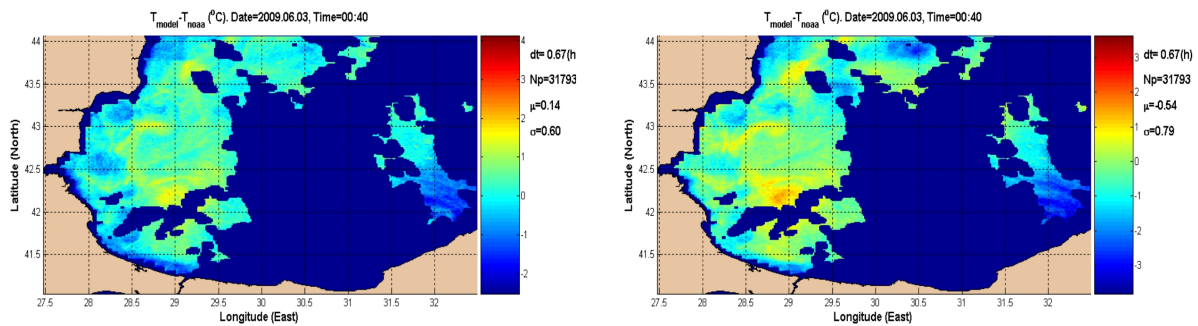 T_model-T_noaa (⁰C). Date=2009.06.03, Time=00:40
44
43.5
43
42.5
42
41.5
27.5 28 28.5 29 29.5 30 30.5 31 31.5 32
Latitude (North)
Longitude (East)
4
3
2
1
0
-1
-2
dt= 0.67(h
Np=31793
μ=0.14
σ=0.60
T_model-T_noaa (⁰C). Date=2009.06.03, Time=00:40
44
43.5
43
42.5
42
41.5
27.5 28 28.5 29 29.5 30 30.5 31 31.5 32
Latitude (North)
Longitude (East)
3
2
1
0
-1
-2
-3
dt= 0.67(h
Np=31793
μ=-0.54
σ=0.79